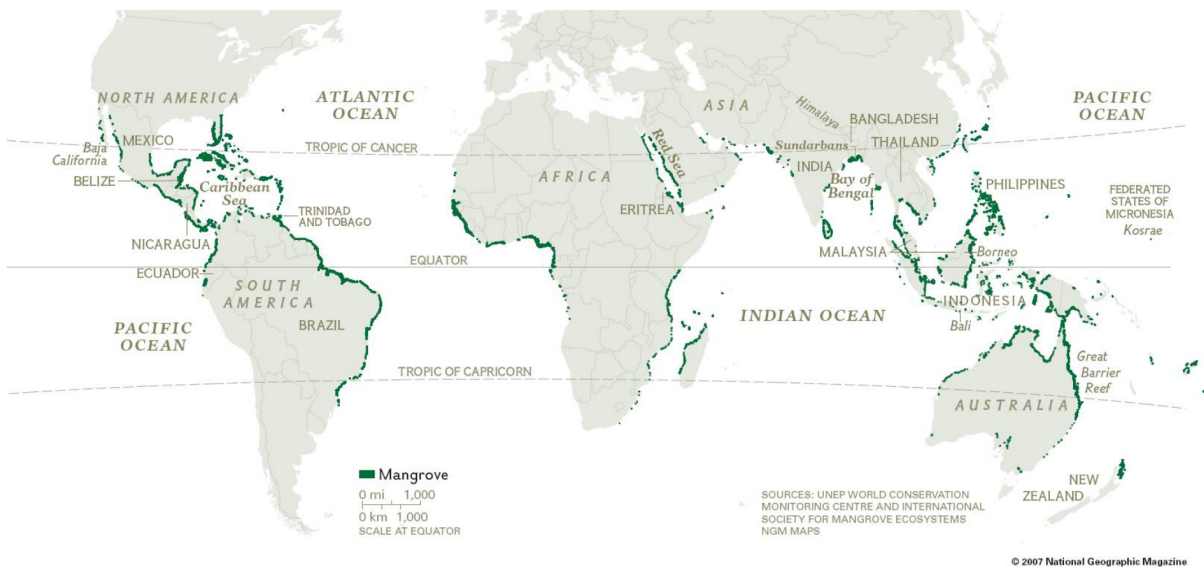 NORTH AMERICA
ATLANTIC
OCEAN
ASIA
Himalaya
PACIFIC
OCEAN
BANGLADESH
THAILAND
MEXICO
Baja
California
TROPIC OF CANCER
Red Sea
Sundarbans
INDIA
Bay of
Bengal
BELIZE
Caribbean
Sea
AFRICA
PHILIPPINES
FEDERATED
STATES OF
MICRONESIA
Kosrae
TRINIDAD
AND TOBAGO
ERITREA
NICARAGUA
MALAYSIA
Borneo
EQUATOR
ECUADOR
SOUTH
AMERICA
BRAZIL
INDONESIA
Bali
PACIFIC
OCEAN
INDIAN OCEAN
Great
Barrier
Reef
TROPIC OF CAPRICORN
AUSTRALIA
NEW
ZEALAND
Mangrove
0 mi 1,000
0 km 1,000
SCALE AT EQUATOR
SOURCES: UNEP WORLD CONSERVATION
MONITORING CENTRE AND INTERNATIONAL
SOCIETY FOR MANGROVE ECOSYSTEMS
NGM MAPS
© 2007 National Geographic Magazine